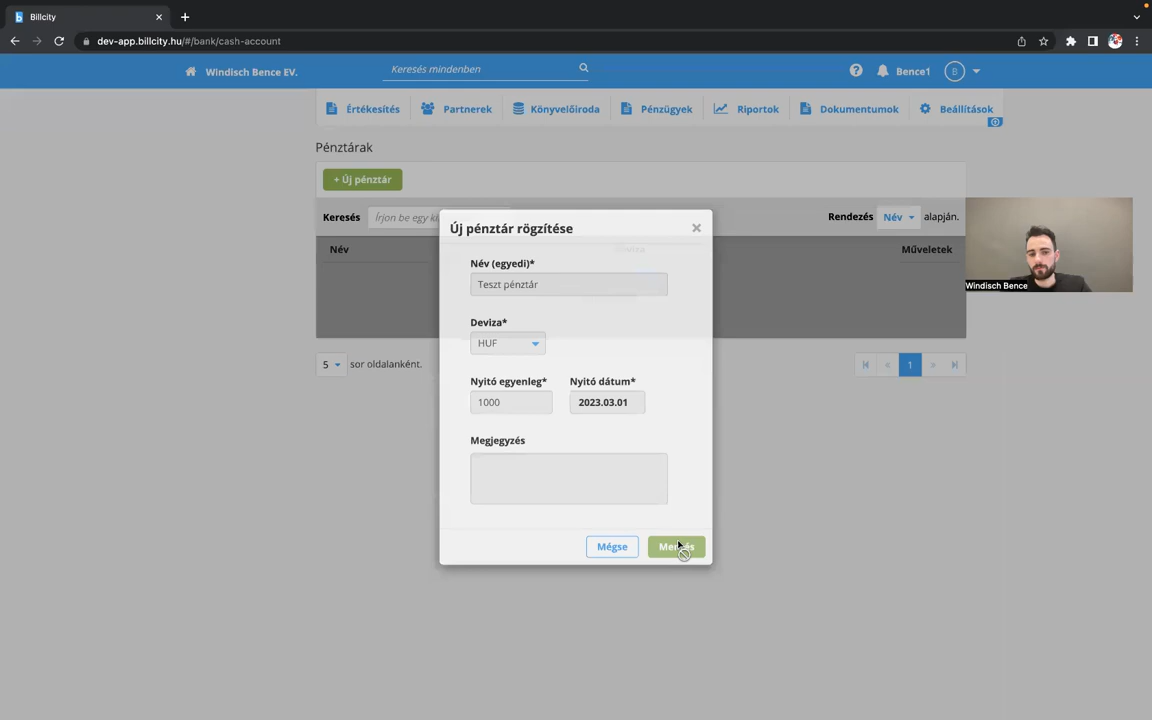 Billcity
dev-app.billcity.hu/#/bank/cash-account
Windisch Bence EV.
Keresés mindenben
Bence1
B
Értékesítés
Partnerek
Könyvelőiroda
Pénzügyek
Riportok
Dokumentumok
Beállítások
Pénztárak
+ Új pénztár
Keresés
Írjon be egy ki
Rendezés Név alapján.
Név
Műveletek
Új pénztár rögzítése
Név (egyedi)*
Teszt pénztár
Deviza*
HUF
Nyitó egyenleg* Nyitó dátum*
1000 2023.03.01
Megjegyzés
Mégse
Mentés
5 sor oldalanként.
1
Windisch Bence